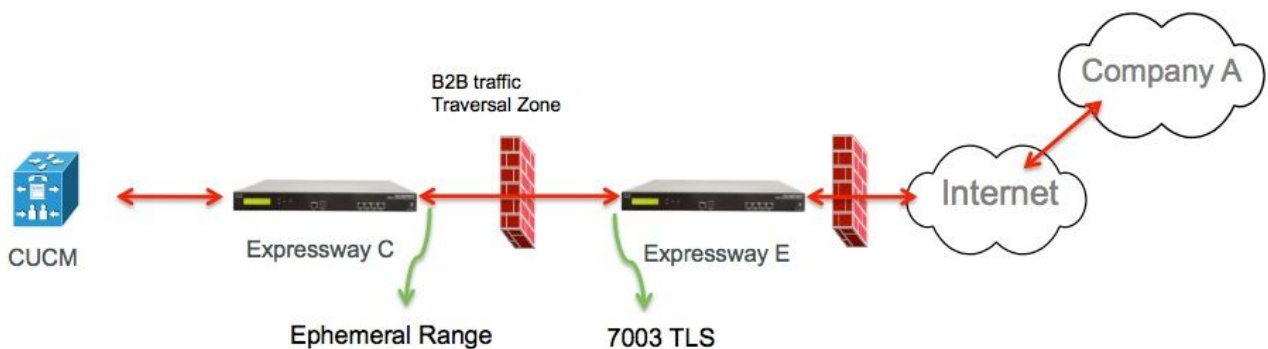 B2B traffic
Traversal Zone
Company A
Internet
CUCM
Expressway C
Expressway E
Ephemeral Range
7003 TLS